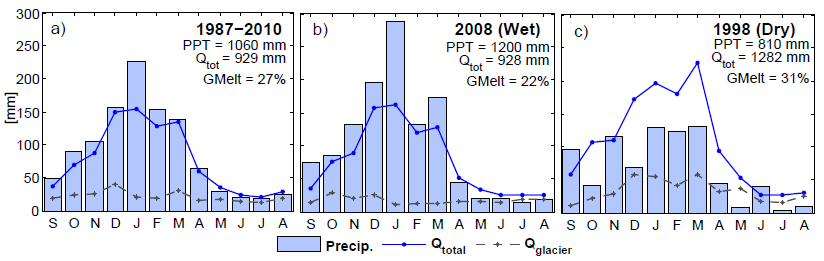 a) 1987−2010
PPT = 1060 mm
Qtot = 929 mm
GMelt = 27%
b) 2008 (Wet)
PPT = 1200 mm
Qtot = 928 mm
GMelt = 22%
c) 1998 (Dry)
PPT = 810 mm
Qtot = 1282 mm
GMelt = 31%
[mm]
300
250
200
150
100
50
0
S O N D J F M A M J J A
S O N D J F M A M J J A
S O N D J F M A M J J A
Precip. Qtotal Qglacier